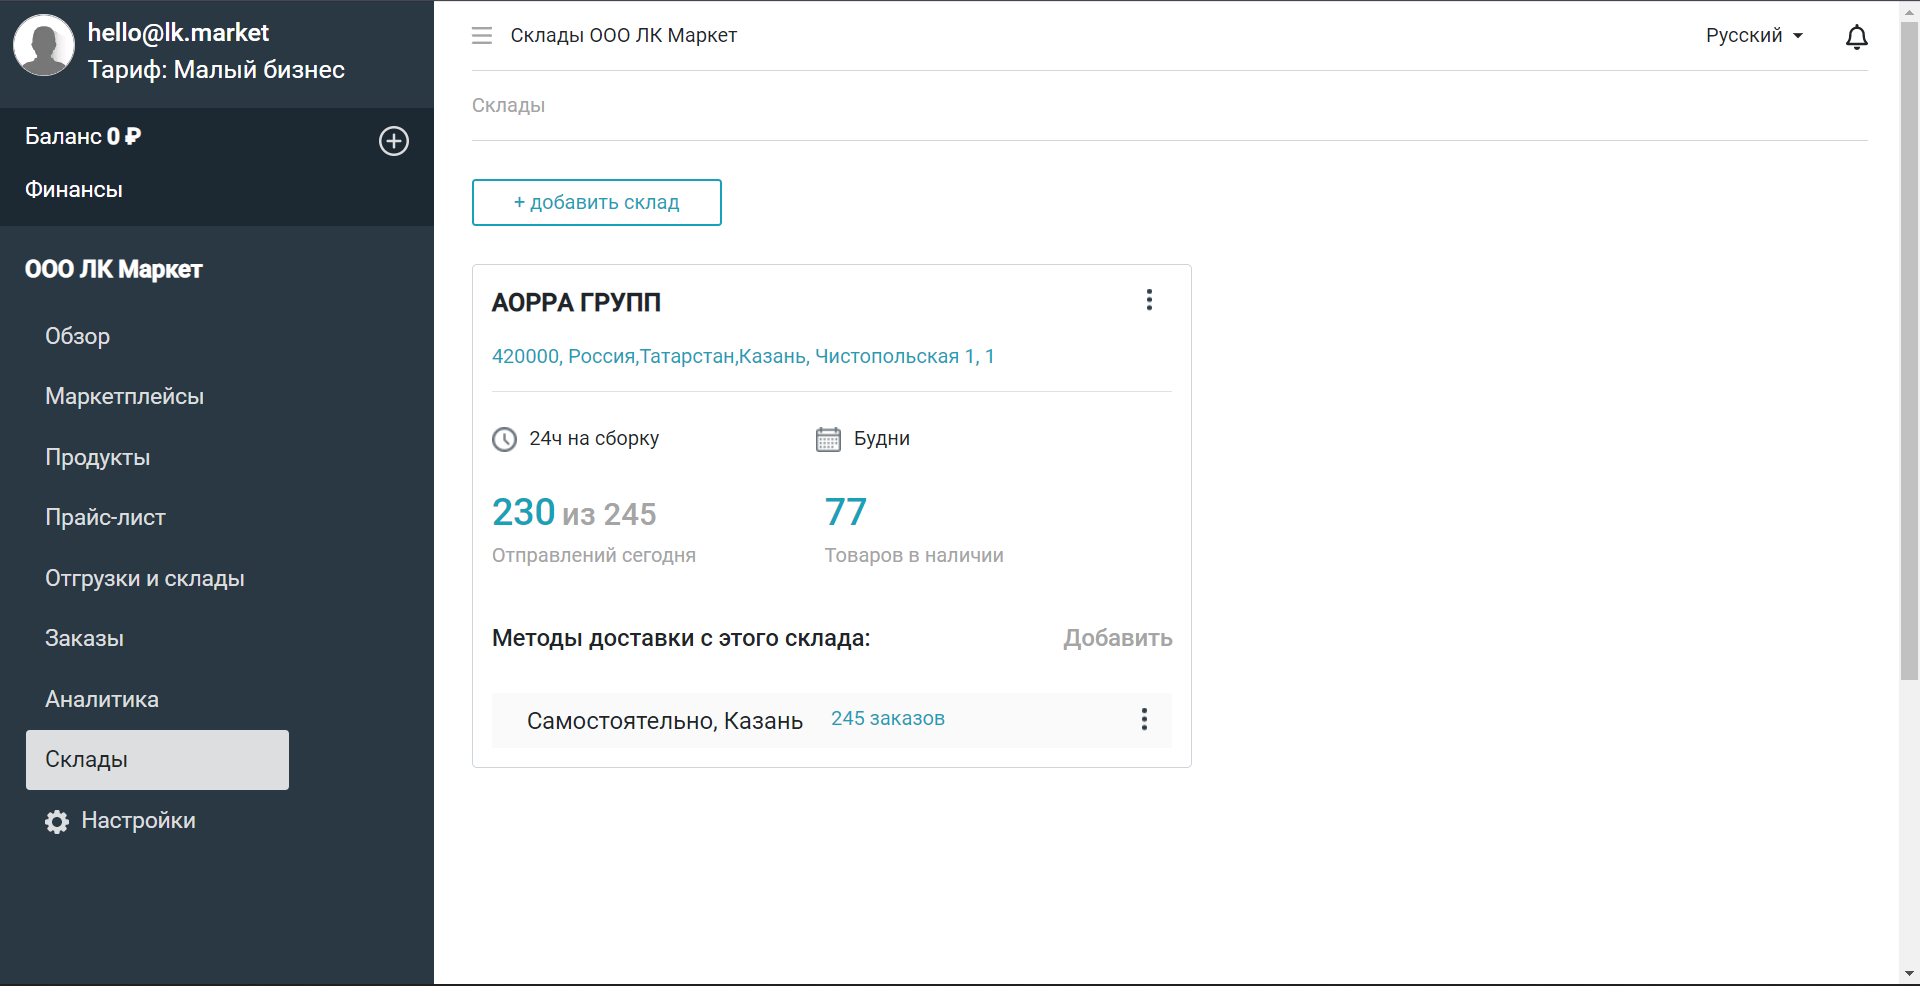 hello@lk.market
Тариф: Малый бизнес
Баланс 0 ₽
Финансы
ООО ЛК Маркет
Обзор
Маркетплейсы
Продукты
Прайс-лист
Отгрузки и склады
Заказы
Аналитика
Склады
Настройки
Склады ООО ЛК Маркет
Русский
Склады
+ добавить склад
АОРРА ГРУПП
420000, Россия,Татарстан,Казань, Чистопольская 1, 1
24ч на сборку
Будни
230 из 245
77
Отправлений сегодня
Товаров в наличии
Методы доставки с этого склада:
Добавить
Самостоятельно, Казань
245 заказов